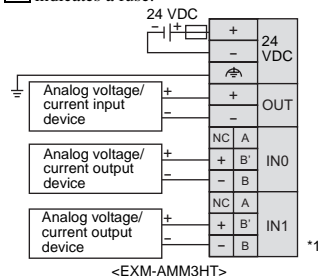 indicates a fuse.
24 VDC
− + +
− 24 VDC
Analog voltage/
current input
device
+ + OUT
− −
NC A
Analog voltage/
current output
device
+ + B' IN0
− − B
NC A
Analog voltage/
current output
device
+ + B' IN1
− − B *1
<EXM-AMM3HT>